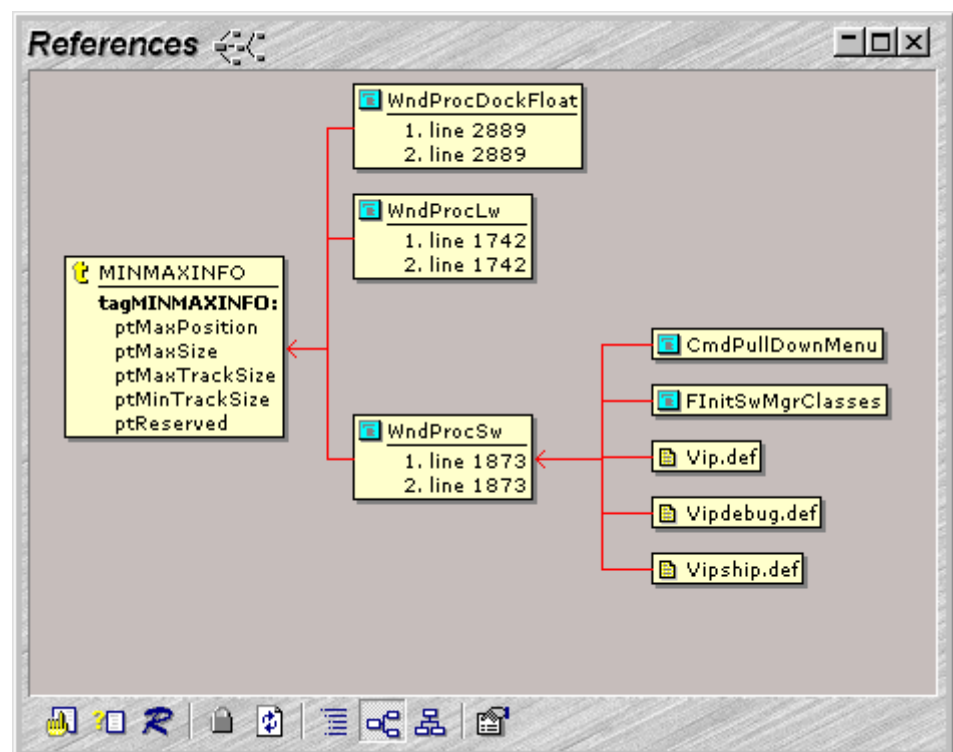 References
WndProcDockFloat
1. line 2889
2. line 2889
WndProcLw
1. line 1742
2. line 1742
MINMAXINFO
tagMINMAXINFO:
ptMaxPosition
ptMaxSize
ptMaxTrackSize
ptMinTrackSize
ptReserved
WndProcSw
1. line 1873
2. line 1873
CmdPullDownMenu
FInitSwMgrClasses
Vip.def
Vipdebug.def
Vipship.def